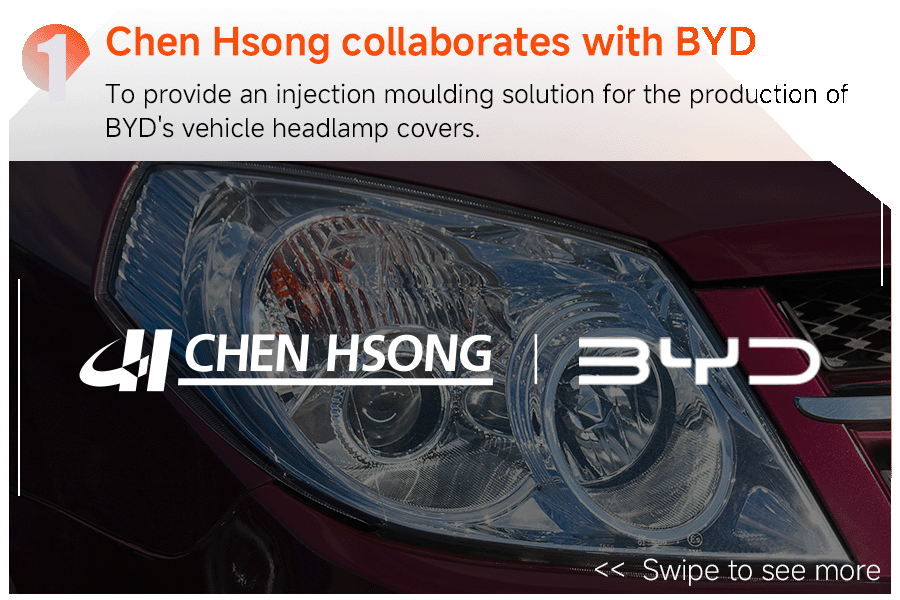 1
Chen Hsong collaborates with BYD
To provide an injection moulding solution for the production of
BYD's vehicle headlamp covers.
CHEN HSONG | BYD
<< Swipe to see more